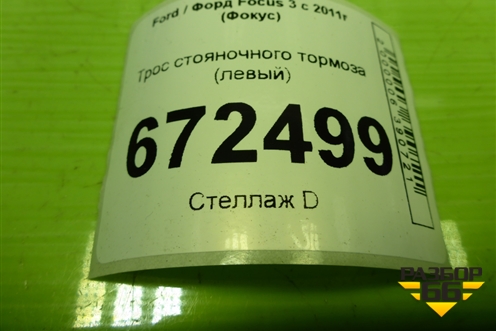 Ford / Форд Focus 3 с 2011г
(Фокус)
Трос стояночного тормоза
(левый)
672499
Стеллаж D
РАЗБОР
66